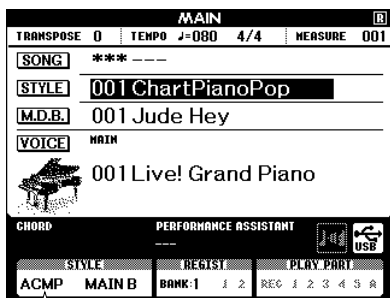 MAIN R
TRANSPOSE 0 TEMPO ♩=080 4/4 MEASURE 001
SONG *** ---
STYLE 001 ChartPianoPop
M.D.B. 001 Jude Hey
VOICE MAIN
001 Live! Grand Piano
CHORD PERFORMANCE ASSISTANT
---
USB
STYLE REGIST PLAY PART
ACMP MAIN B BANK:1 1 2 REC 1 2 3 4 5 A